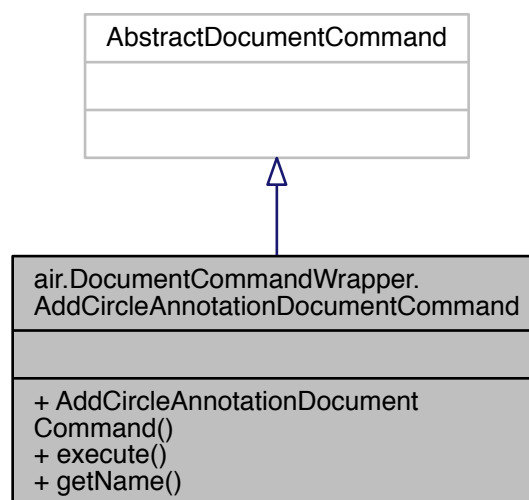 AbstractDocumentCommand
air.DocumentCommandWrapper.
AddCircleAnnotationDocumentCommand
+ AddCircleAnnotationDocument
Command()
+ execute()
+ getName()